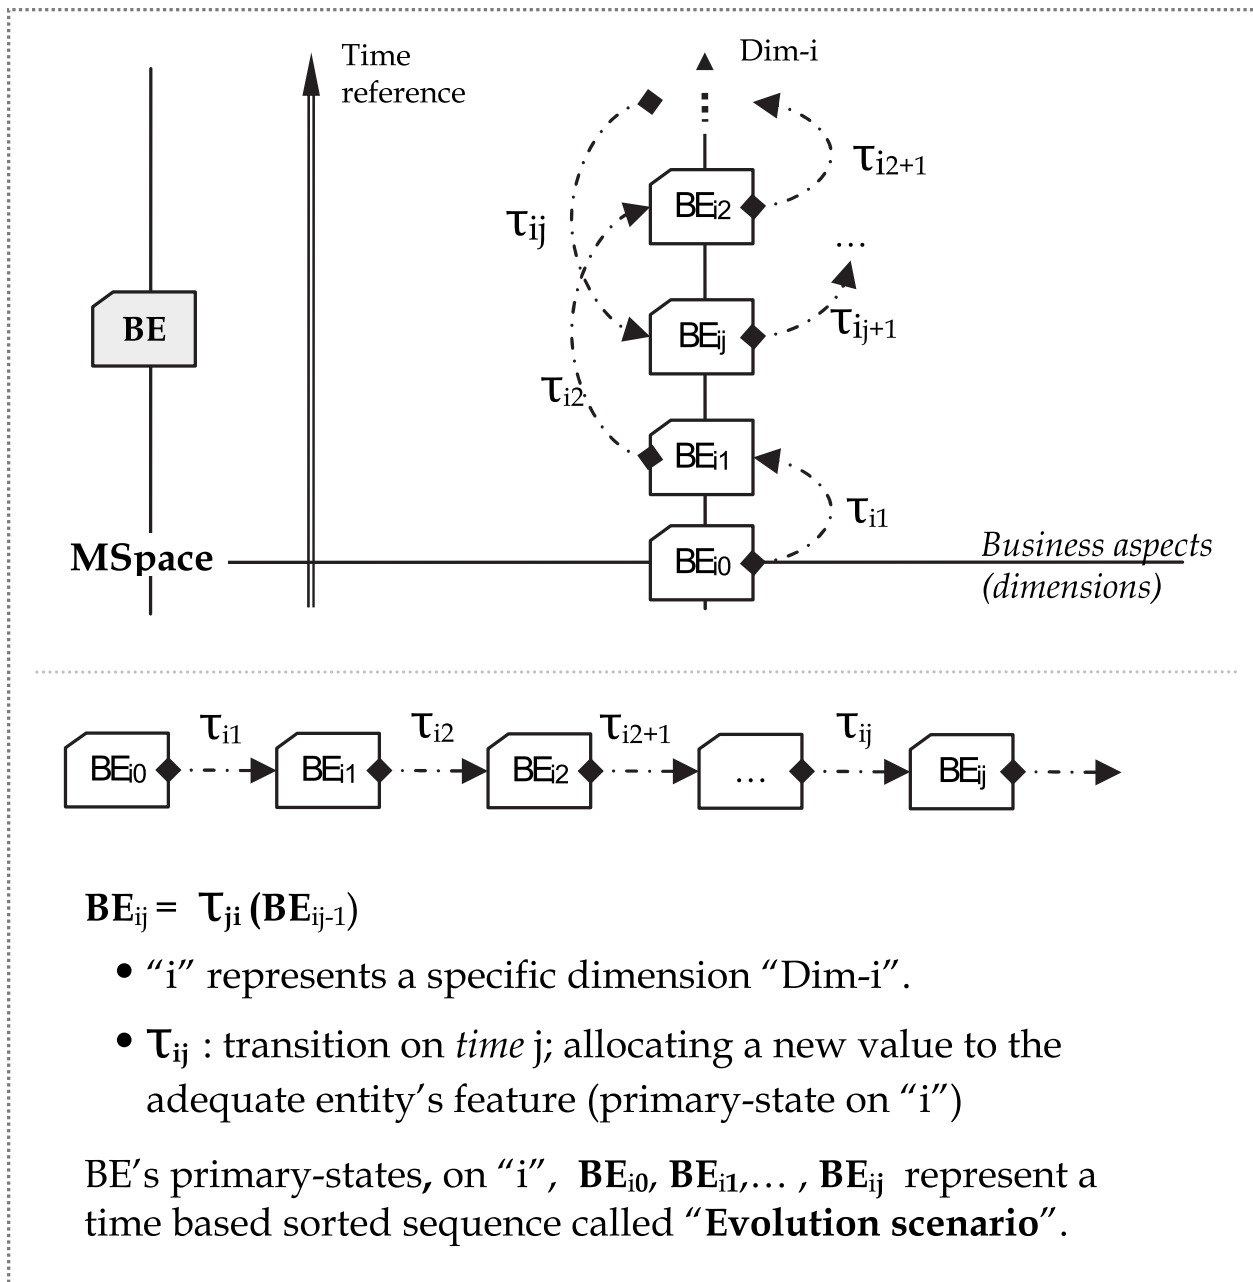 Time
reference
Dim-i
τi2+1
BEi2
τij
...
BE
BEij
τij+1
τi2
BEi1
τi1
MSpace
BEi0
Business aspects
(dimensions)
τi1 τi2 τi2+1 τij
BEi0 BEi1 BEi2 ... BEij
BEij = τji (BEij-1)
• “i” represents a specific dimension “Dim-i”.
• τij : transition on time j; allocating a new value to the
adequate entity’s feature (primary-state on “i”)
BE’s primary-states, on “i”, BEi0, BEi1,… , BEij represent a
time based sorted sequence called “Evolution scenario”.